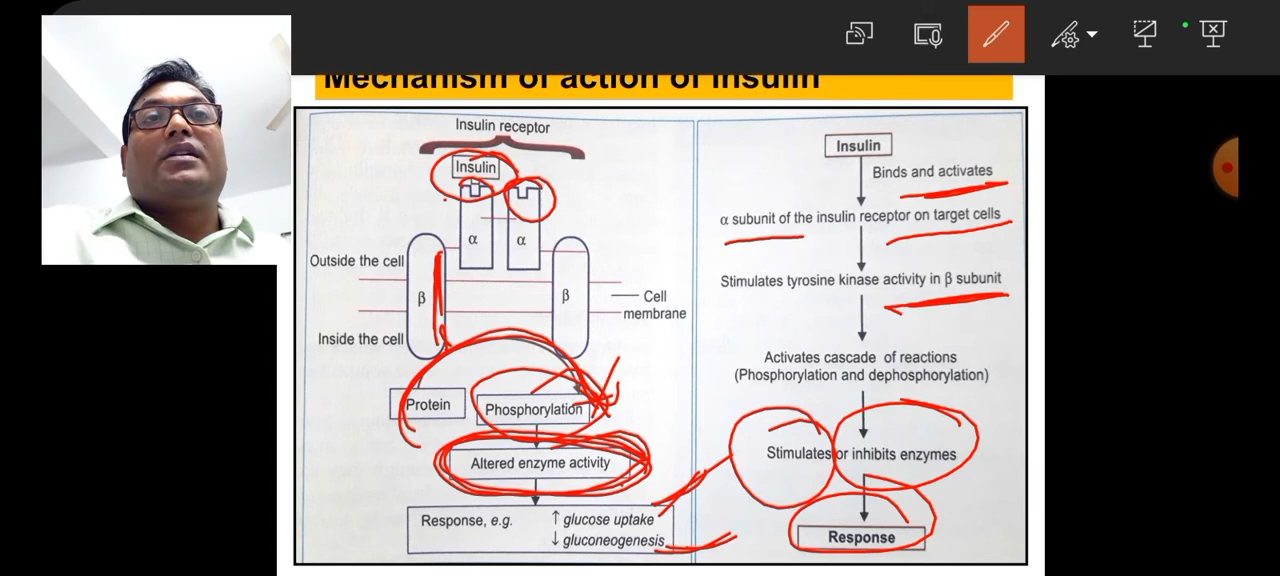 Mechanism of action of insulin
Insulin receptor
Insulin
α
α
Outside the cell
β
β
Cell
membrane
Inside the cell
Protein
Phosphorylation
Altered enzyme activity
Response, e.g.
↑ glucose uptake
↓ gluconeogenesis
Insulin
Binds and activates
α subunit of the insulin receptor on target cells
Stimulates tyrosine kinase activity in β subunit
Activates cascade of reactions
(Phosphorylation and dephosphorylation)
Stimulates or inhibits enzymes
Response